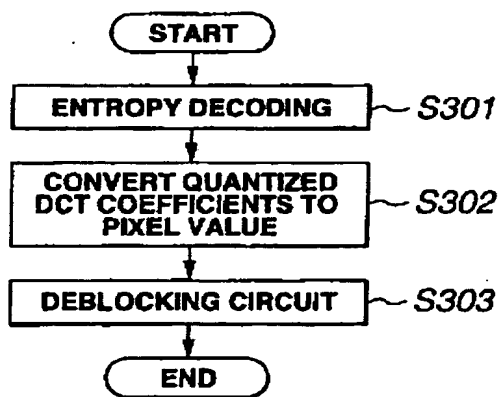 START
ENTROPY DECODING
S301
CONVERT QUANTIZED
DCT COEFFICIENTS TO
PIXEL VALUE
S302
DEBLOCKING CIRCUIT
S303
END